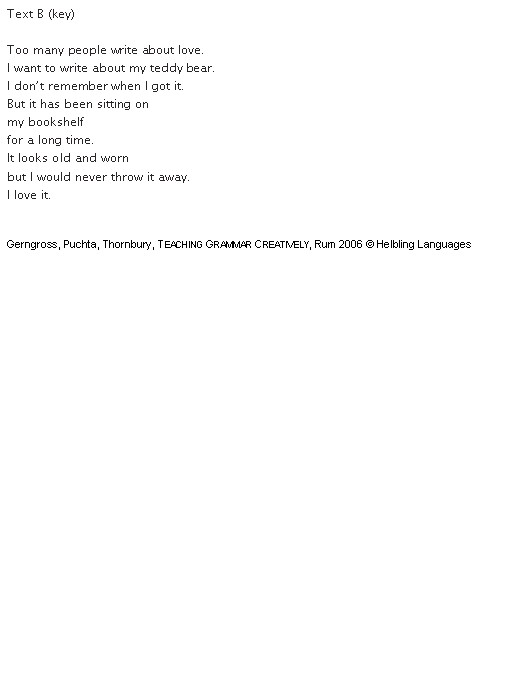 Text B (key)
Too many people write about love.
I want to write about my teddy bear.
I don't remember when I got it.
But it has been sitting on
my bookshelf
for a long time.
It looks old and worn
but I would never throw it away.
I love it.
Gerngross, Puchta, Thornbury, TEACHING GRAMMAR CREATIVELY, Rum 2006 © Helbling Languages